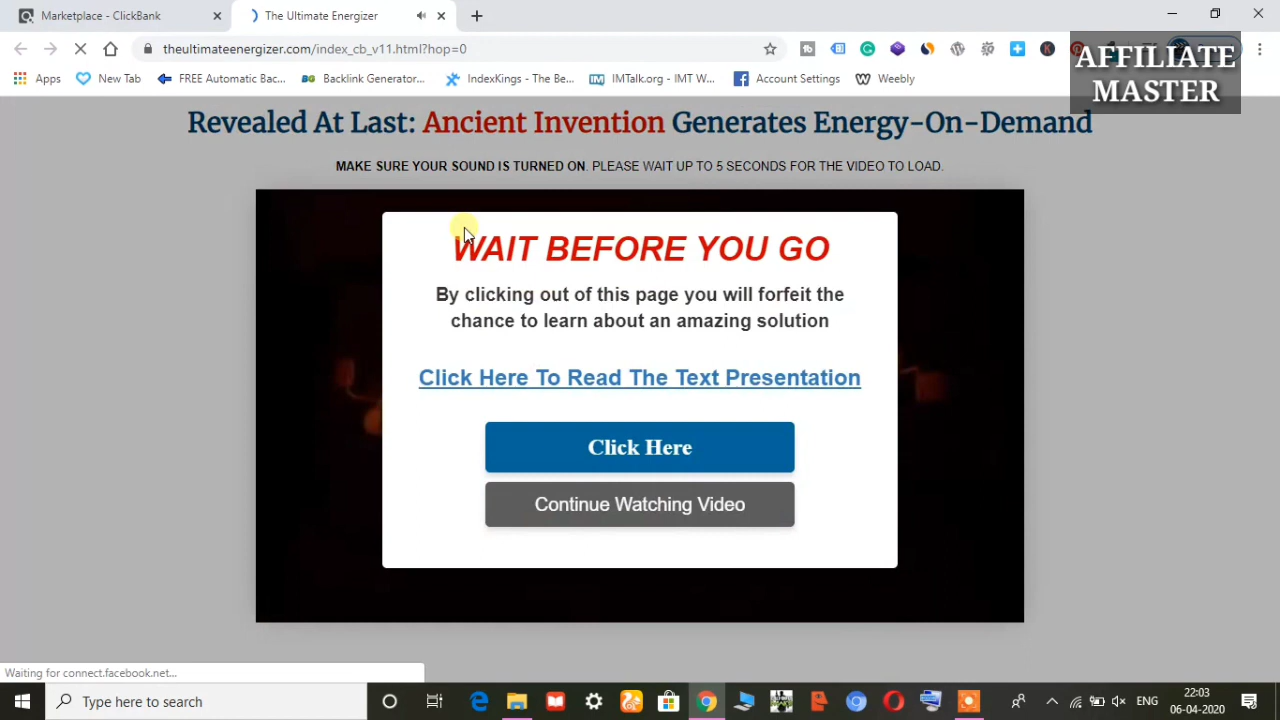 Marketplace - ClickBank
The Ultimate Energizer
theultimateenergizer.com/index_cb_v11.html?hop=0
AFFILIATE
MASTER
Apps
New Tab
FREE Automatic Bac...
BG
Backlink Generator...
IndexKings - The Be...
IM
IMTalk.org - IMT W...
Account Settings
Weebly
Revealed At Last: Ancient Invention Generates Energy-On-Demand
MAKE SURE YOUR SOUND IS TURNED ON. PLEASE WAIT UP TO 5 SECONDS FOR THE VIDEO TO LOAD.
WAIT BEFORE YOU GO
By clicking out of this page you will forfeit the
chance to learn about an amazing solution
Click Here To Read The Text Presentation
Click Here
Continue Watching Video
Waiting for connect.facebook.net...
Type here to search
ENG
22:03
06-04-2020